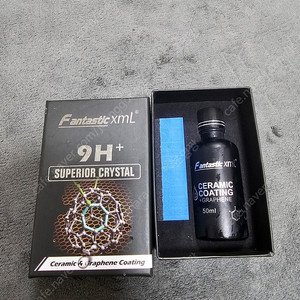 Fantastic xmL
9H+
SUPERIOR CRYSTAL
Ceramic & Graphene Coating
Fantastic xmL
CERAMIC
COATING
+GRAPHENE
50ml